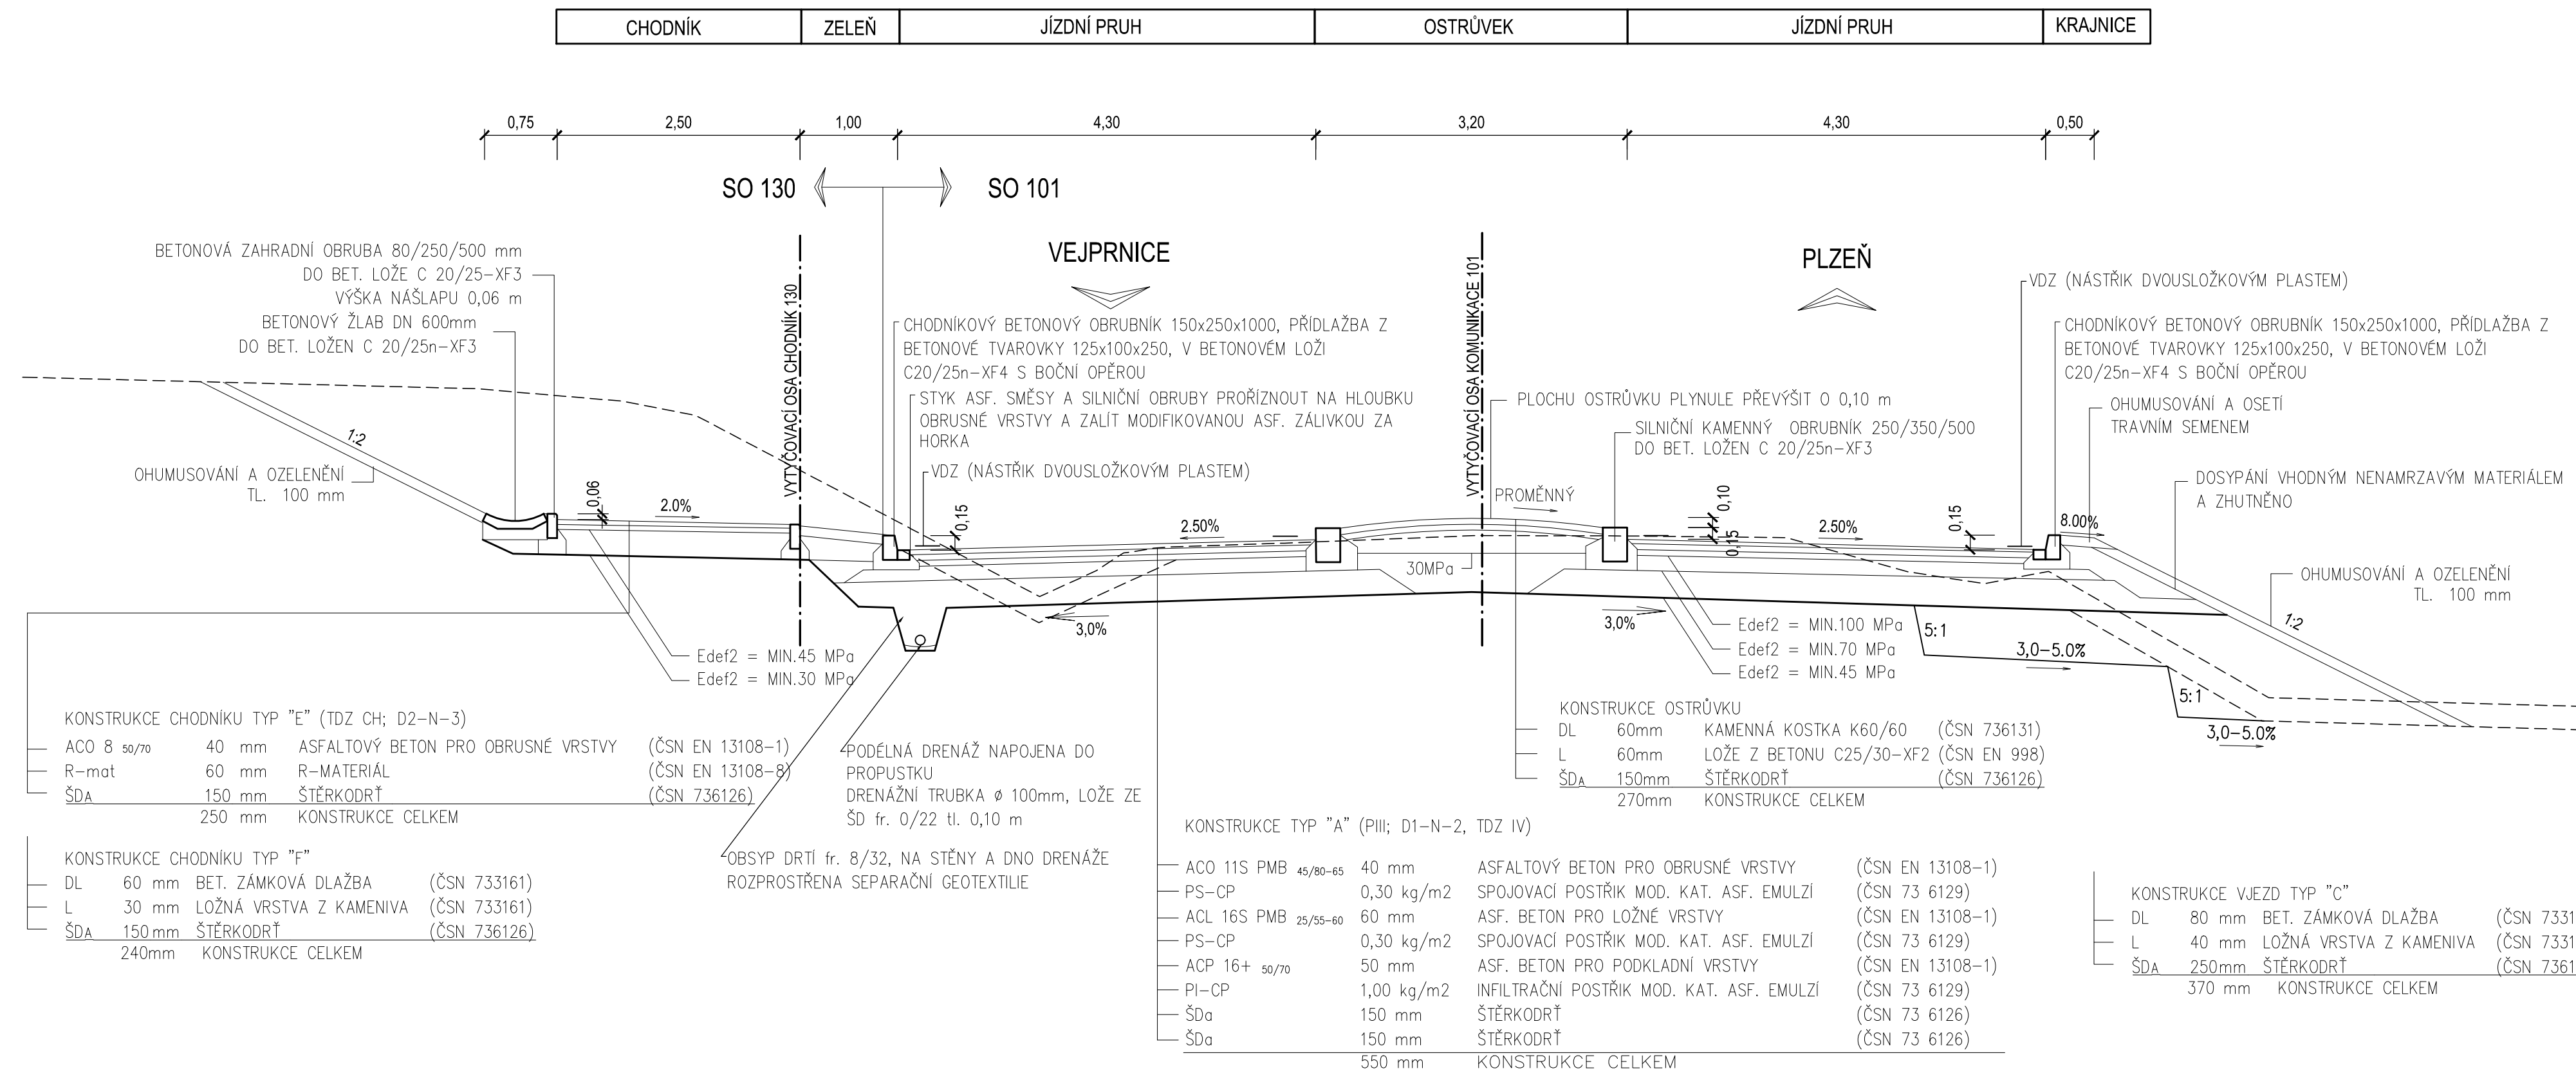 CHODNÍK ZELEŇ JÍZDNÍ PRUH OSTRŮVEK JÍZDNÍ PRUH KRAJNICE
0,75 2,50 1,00 4,30 3,20 4,30 0,50
SO 130 SO 101
VEJPRNICE
PLZEŇ
BETONOVÁ ZAHRADNÍ OBRUBA 80/250/500 mm
DO BET. LOŽE C 20/25-XF3
VÝŠKA NÁŠLAPU 0,06 m
BETONOVÝ ŽLAB DN 600mm
DO BET. LOŽEN C 20/25n-XF3
1:2
OHUMUSOVÁNÍ A OZELENĚNÍ
TL. 100 mm
0,06
2.0%
VYTYČOVACÍ OSA CHODNÍK 130
CHODNÍKOVÝ BETONOVÝ OBRUBNÍK 150x250x1000, PŘÍDLAŽBA Z
BETONOVÉ TVAROVKY 125x100x250, V BETONOVÉM LOŽI
C20/25n-XF4 S BOČNÍ OPĚROU
STYK ASF. SMĚSY A SILNIČNÍ OBRUBY PROŘÍZNOUT NA HLOUBKU
OBRUSNÉ VRSTVY A ZALÍT MODIFIKOVANOU ASF. ZÁLIVKOU ZA
HORKA
VDZ (NÁSTŘIK DVOUSLOŽKOVÝM PLASTEM)
0,15
2.50%
VYTYČOVACÍ OSA KOMUNIKACE 101
PLOCHU OSTRŮVKU PLYNULE PŘEVÝŠIT O 0,10 m
SILNIČNÍ KAMENNÝ OBRUBNÍK 250/350/500
DO BET. LOŽEN C 20/25n-XF3
PROMĚNNÝ
0,10
0,15
2.50%
0,15
8.00%
30MPa
VDZ (NÁSTŘIK DVOUSLOŽKOVÝM PLASTEM)
CHODNÍKOVÝ BETONOVÝ OBRUBNÍK 150x250x1000, PŘÍDLAŽBA Z
BETONOVÉ TVAROVKY 125x100x250, V BETONOVÉM LOŽI
C20/25n-XF4 S BOČNÍ OPĚROU
OHUMUSOVÁNÍ A OSETÍ
TRAVNÍM SEMENEM
DOSYPÁNÍ VHODNÝM NENAMRZAVÝM MATERIÁLEM
A ZHUTNĚNO
OHUMUSOVÁNÍ A OZELENĚNÍ
TL. 100 mm
1:2
3,0%
3,0%
5:1
3,0-5.0%
5:1
3,0-5.0%
Edef2 = MIN.45 MPa
Edef2 = MIN.30 MPa
Edef2 = MIN.100 MPa
Edef2 = MIN.70 MPa
Edef2 = MIN.45 MPa
KONSTRUKCE CHODNÍKU TYP "E" (TDZ CH; D2-N-3)
ACO 8 50/70 40 mm ASFALTOVÝ BETON PRO OBRUSNÉ VRSTVY (ČSN EN 13108-1)
R-mat 60 mm R-MATERIÁL (ČSN EN 13108-8)
ŠDA 150 mm ŠTĚRKODRŤ (ČSN 736126)
250 mm KONSTRUKCE CELKEM
KONSTRUKCE CHODNÍKU TYP "F"
DL 60 mm BET. ZÁMKOVÁ DLAŽBA (ČSN 733161)
L 30 mm LOŽNÁ VRSTVA Z KAMENIVA (ČSN 733161)
ŠDA 150 mm ŠTĚRKODRŤ (ČSN 736126)
240mm KONSTRUKCE CELKEM
PODÉLNÁ DRENÁŽ NAPOJENA DO
PROPUSTKU
DRENÁŽNÍ TRUBKA ø 100mm, LOŽE ZE
ŠD fr. 0/22 tl. 0,10 m
OBSYP DRTÍ fr. 8/32, NA STĚNY A DNO DRENÁŽE
ROZPROSTŘENA SEPARAČNÍ GEOTEXTILIE
KONSTRUKCE OSTRŮVKU
DL 60mm KAMENNÁ KOSTKA K60/60 (ČSN 736131)
L 60mm LOŽE Z BETONU C25/30-XF2 (ČSN EN 998)
ŠDA 150mm ŠTĚRKODRŤ (ČSN 736126)
270mm KONSTRUKCE CELKEM
KONSTRUKCE TYP "A" (PIII; D1-N-2, TDZ IV)
ACO 11S PMB 45/80-65 40 mm ASFALTOVÝ BETON PRO OBRUSNÉ VRSTVY (ČSN EN 13108-1)
PS-CP 0,30 kg/m2 SPOJOVACÍ POSTŘIK MOD. KAT. ASF. EMULZÍ (ČSN 73 6129)
ACL 16S PMB 25/55-60 60 mm ASF. BETON PRO LOŽNÉ VRSTVY (ČSN EN 13108-1)
PS-CP 0,30 kg/m2 SPOJOVACÍ POSTŘIK MOD. KAT. ASF. EMULZÍ (ČSN 73 6129)
ACP 16+ 50/70 50 mm ASF. BETON PRO PODKLADNÍ VRSTVY (ČSN EN 13108-1)
PI-CP 1,00 kg/m2 INFILTRAČNÍ POSTŘIK MOD. KAT. ASF. EMULZÍ (ČSN 73 6129)
ŠDa 150 mm ŠTĚRKODRŤ (ČSN 73 6126)
ŠDa 150 mm ŠTĚRKODRŤ (ČSN 73 6126)
550 mm KONSTRUKCE CELKEM
KONSTRUKCE VJEZD TYP "C"
DL 80 mm BET. ZÁMKOVÁ DLAŽBA (ČSN 7331
L 40 mm LOŽNÁ VRSTVA Z KAMENIVA (ČSN 7331
ŠDA 250mm ŠTĚRKODRŤ (ČSN 7361
370 mm KONSTRUKCE CELKEM